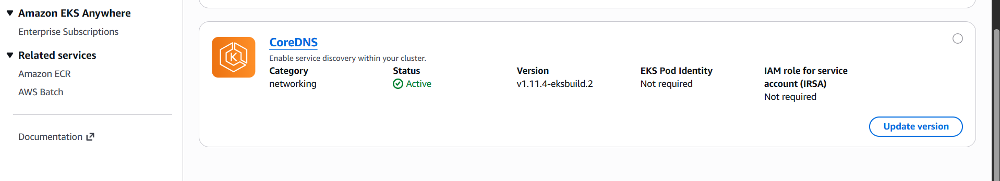 Amazon EKS Anywhere
Enterprise Subscriptions
Related services
Amazon ECR
AWS Batch
Documentation
K
CoreDNS
Enable service discovery within your cluster.
Category
networking
Status
Active
Version
v1.11.4-eksbuild.2
EKS Pod Identity
Not required
IAM role for service
account (IRSA)
Not required
Update version